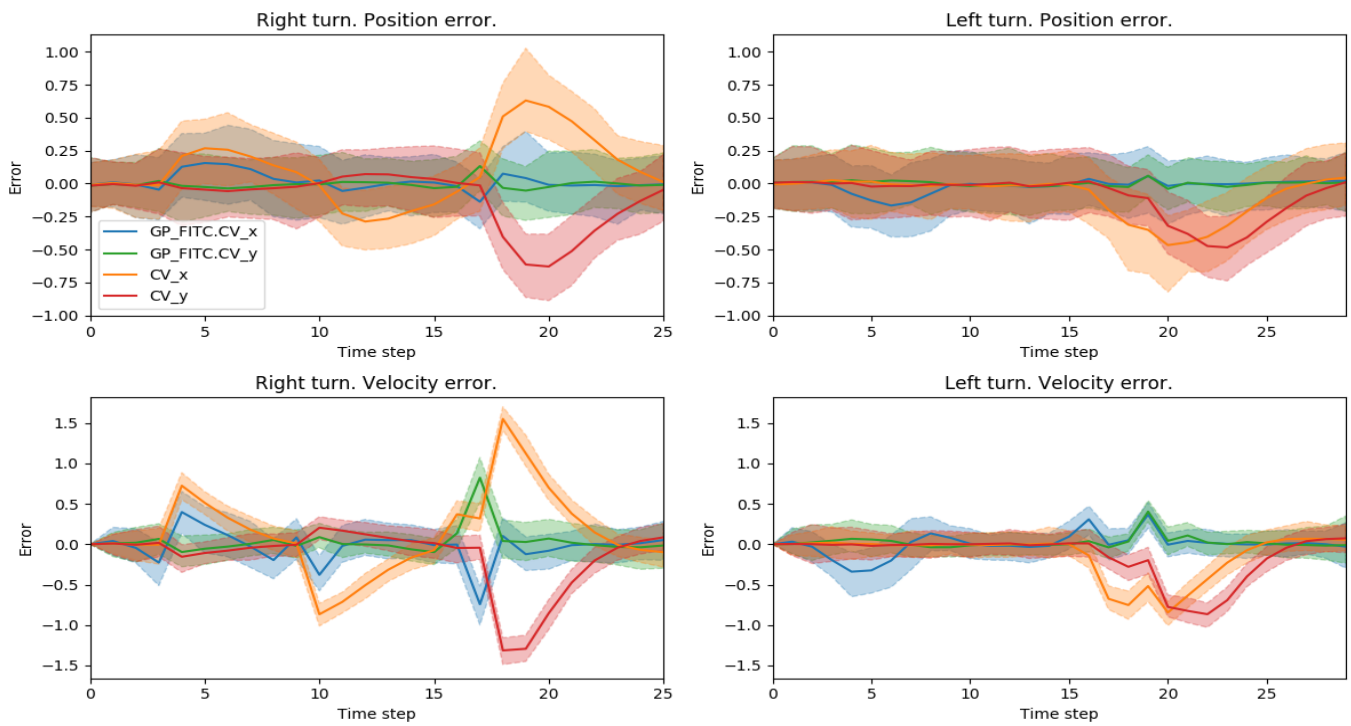 Right turn. Position error.
1.00
0.75
0.50
0.25
0.00
−0.25
−0.50
−0.75
−1.00
Error
GP_FITC.CV_x
GP_FITC.CV_y
CV_x
CV_y
0 5 10 15 20 25
Time step
Left turn. Position error.
1.00
0.75
0.50
0.25
0.00
−0.25
−0.50
−0.75
−1.00
Error
0 5 10 15 20 25
Time step
Right turn. Velocity error.
1.5
1.0
0.5
0.0
−0.5
−1.0
−1.5
Error
0 5 10 15 20 25
Time step
Left turn. Velocity error.
1.5
1.0
0.5
0.0
−0.5
−1.0
−1.5
Error
0 5 10 15 20 25
Time step